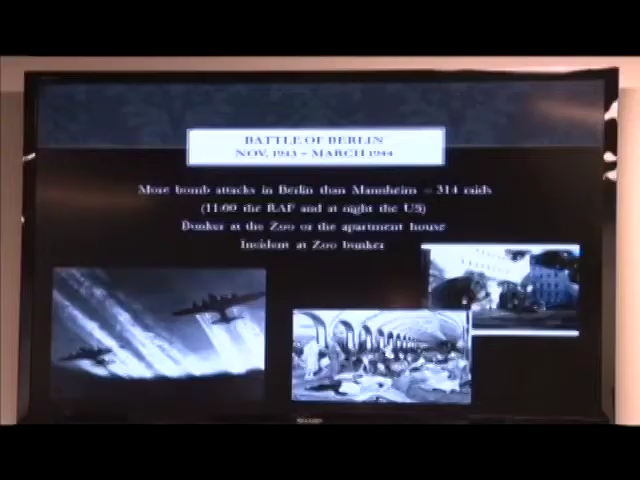 BATTLE OF BERLIN
NOV, 1943 – MARCH 1944
More bomb attacks in Berlin than Mannheim – 314 raids
(11:00 the RAF and at night the US)
Bunker at the Zoo or the apartment house
Incident at Zoo bunker